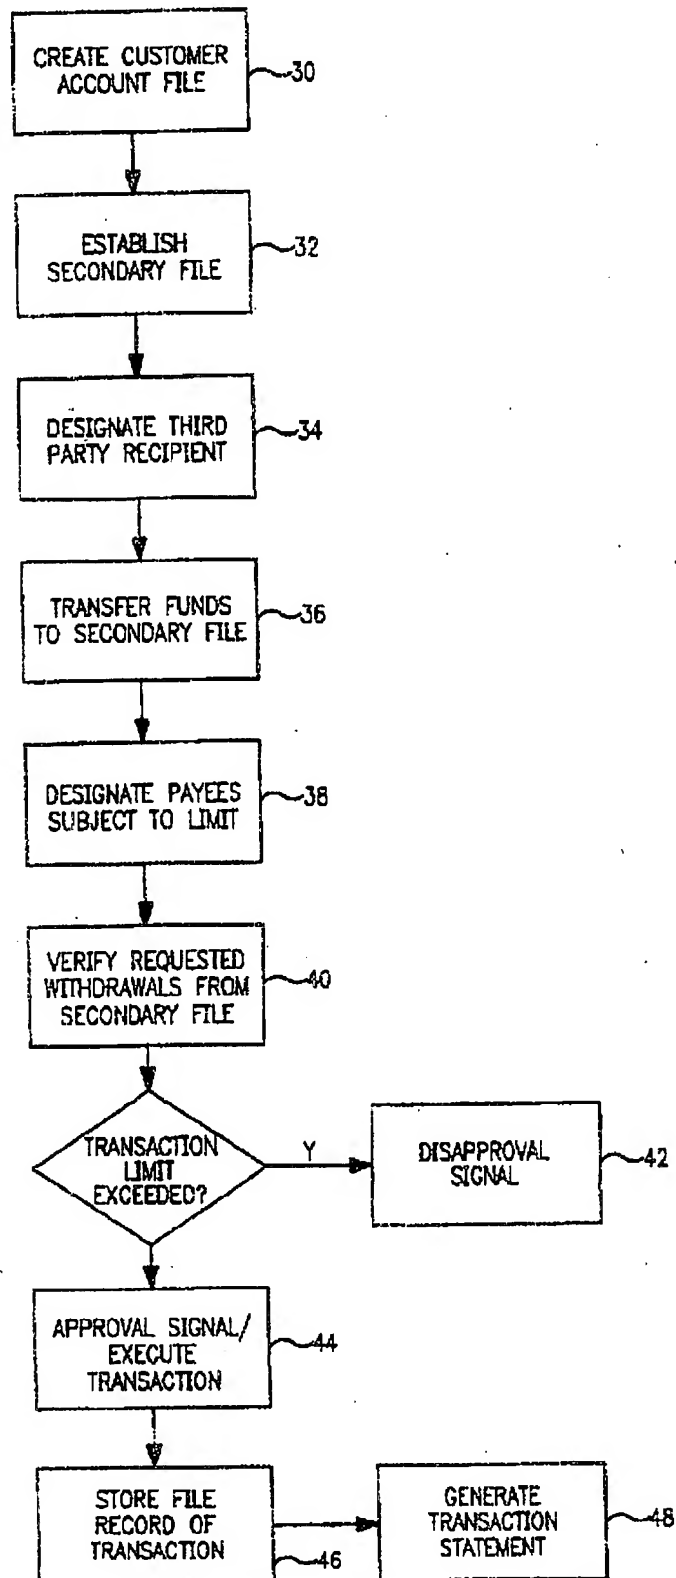 CREATE CUSTOMER
ACCOUNT FILE
30
ESTABLISH
SECONDARY FILE
32
DESIGNATE THIRD
PARTY RECIPIENT
34
TRANSFER FUNDS
TO SECONDARY FILE
36
DESIGNATE PAYEES
SUBJECT TO LIMIT
38
VERIFY REQUESTED
WITHDRAWALS FROM
SECONDARY FILE
40
TRANSACTION
LIMIT
EXCEEDED?
Y
DISAPPROVAL
SIGNAL
42
APPROVAL SIGNAL/
EXECUTE
TRANSACTION
44
STORE FILE
RECORD OF
TRANSACTION
46
GENERATE
TRANSACTION
STATEMENT
48